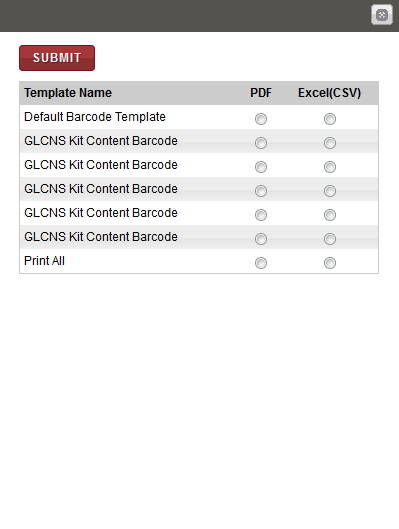 SUBMIT
Template Name PDF Excel(CSV)
Default Barcode Template
GLCNS Kit Content Barcode
GLCNS Kit Content Barcode
GLCNS Kit Content Barcode
GLCNS Kit Content Barcode
GLCNS Kit Content Barcode
Print All